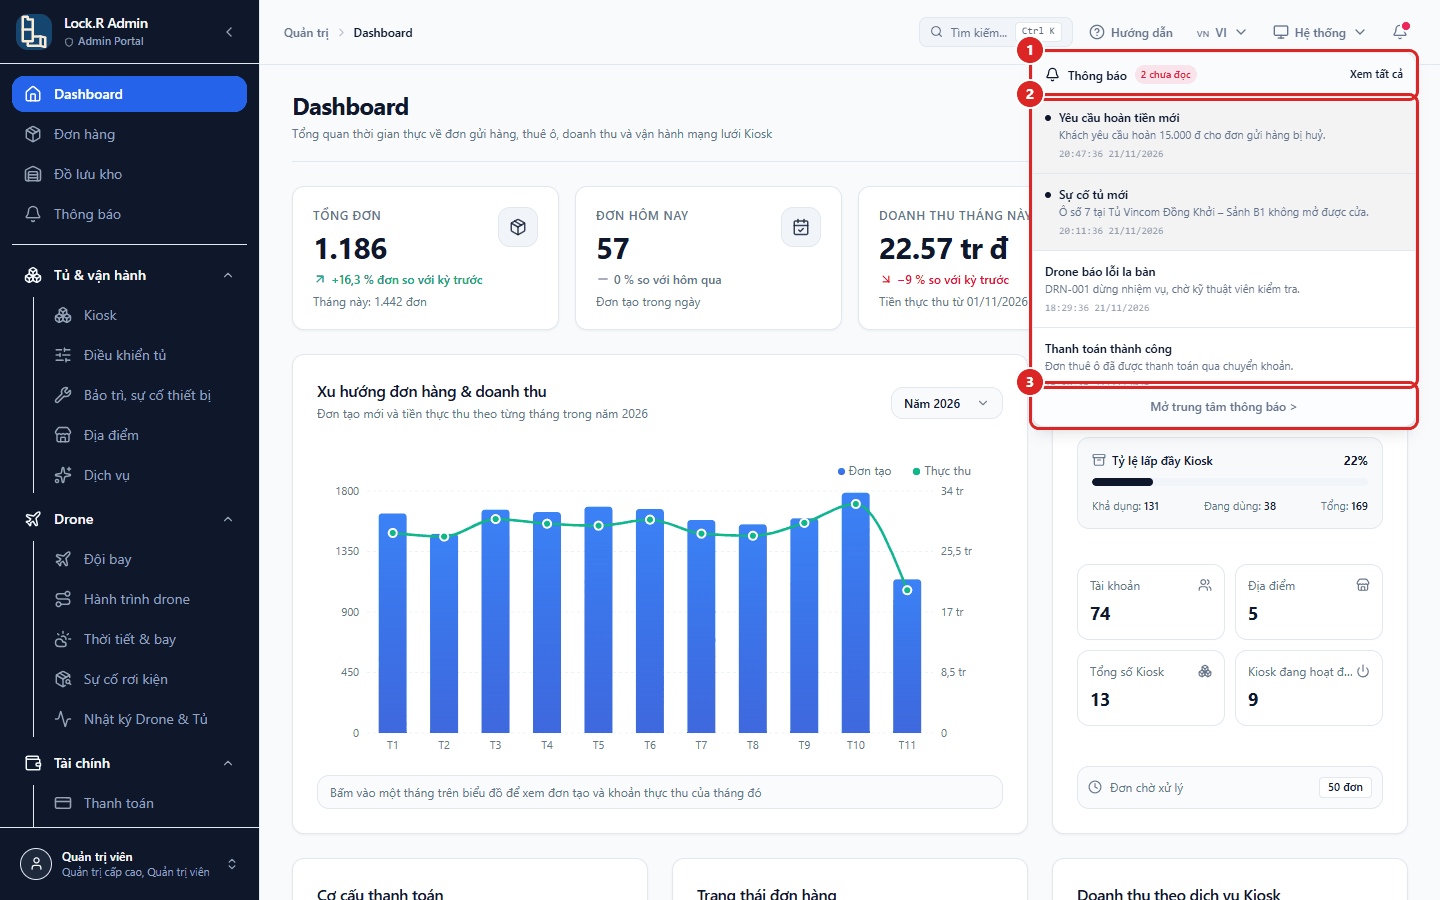 Lock.R Admin
Admin Portal
Dashboard
Đơn hàng
Đồ lưu kho
Thông báo
Tủ & vận hành
Kiosk
Điều khiển tủ
Bảo trì, sự cố thiết bị
Địa điểm
Dịch vụ
Drone
Đội bay
Hành trình drone
Thời tiết & bay
Sự cố rơi kiện
Nhật ký Drone & Tủ
Tài chính
Thanh toán
Quản trị viên
Quản trị cấp cao, Quản trị viên
Quản trị > Dashboard
Tìm kiếm... Ctrl K
Hướng dẫn
VN VI
Hệ thống
Dashboard
Tổng quan thời gian thực về đơn gửi hàng, thuê ô, doanh thu và vận hành mạng lưới Kiosk
TỔNG ĐƠN
1.186
+16,3 % đơn so với kỳ trước
Tháng này: 1.442 đơn
ĐƠN HÔM NAY
57
0 % so với hôm qua
Đơn tạo trong ngày
DOANH THU THÁNG NÀY
22.57 tr đ
−9 % so với kỳ trước
Tiền thực thu từ 01/11/2026
1
Thông báo 2 chưa đọc Xem tất cả
2
Yêu cầu hoàn tiền mới
Khách yêu cầu hoàn 15.000 đ cho đơn gửi hàng bị huỷ.
20:47:36 21/11/2026
Sự cố tủ mới
Ô số 7 tại Tủ Vincom Đồng Khởi – Sảnh B1 không mở được cửa.
20:11:36 21/11/2026
Drone báo lỗi la bàn
DRN-001 dừng nhiệm vụ, chờ kỹ thuật viên kiểm tra.
18:29:36 21/11/2026
Thanh toán thành công
Đơn thuê ô đã được thanh toán qua chuyển khoản.
3
Mở trung tâm thông báo >
Xu hướng đơn hàng & doanh thu
Đơn tạo mới và tiền thực thu theo từng tháng trong năm 2026
Năm 2026
Đơn tạo Thực thu
1800 34 tr
1350 25,5 tr
900 17 tr
450 8,5 tr
0 0
T1 T2 T3 T4 T5 T6 T7 T8 T9 T10 T11
Bấm vào một tháng trên biểu đồ để xem đơn tạo và khoản thực thu của tháng đó
Tỷ lệ lấp đầy Kiosk 22%
Khả dụng: 131 Đang dùng: 38 Tổng: 169
Tài khoản
74
Địa điểm
5
Tổng số Kiosk
13
Kiosk đang hoạt đ...
9
Đơn chờ xử lý 50 đơn
Cơ cấu thanh toán
Trạng thái đơn hàng
Doanh thu theo dịch vụ Kiosk